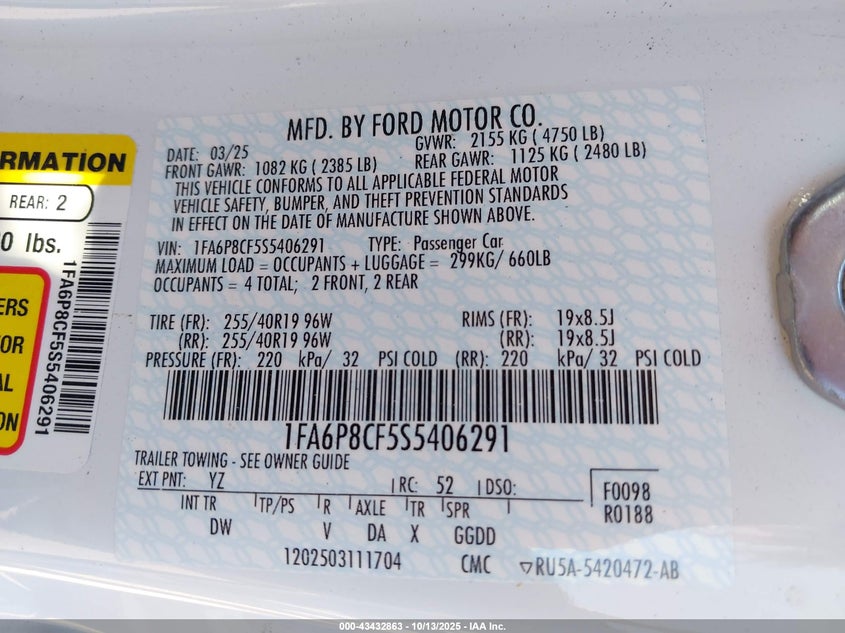 MFD. BY FORD MOTOR CO.
DATE: 03/25 GVWR: 2155 KG ( 4750 LB)
FRONT GAWR: 1082 KG ( 2385 LB) REAR GAWR: 1125 KG ( 2480 LB)
THIS VEHICLE CONFORMS TO ALL APPLICABLE FEDERAL MOTOR
VEHICLE SAFETY, BUMPER, AND THEFT PREVENTION STANDARDS
IN EFFECT ON THE DATE OF MANUFACTURE SHOWN ABOVE.
VIN: 1FA6P8CF5S5406291 TYPE: Passenger Car
MAXIMUM LOAD = OCCUPANTS + LUGGAGE = 299KG/ 660LB
OCCUPANTS = 4 TOTAL; 2 FRONT, 2 REAR
TIRE (FR): 255/40R19 96W RIMS (FR): 19x8.5J
(RR): 255/40R19 96W (RR): 19x8.5J
PRESSURE (FR): 220 kPa/ 32 PSI COLD (RR): 220 kPa/ 32 PSI COLD
1FA6P8CF5S5406291
TRAILER TOWING - SEE OWNER GUIDE
EXT PNT: YZ RC: 52 DSO: F0098
R0188
INT TR TP/PS R AXLE TR SPR
DW V DA X GGDD
1202503111704 CMC RU5A-5420472-AB
RMATION
REAR: 2
0 lbs.
ERS
OR
AL
ON
1FA6P8CF5S5406291
000-43432863 - 10/13/2025 - IAA Inc.